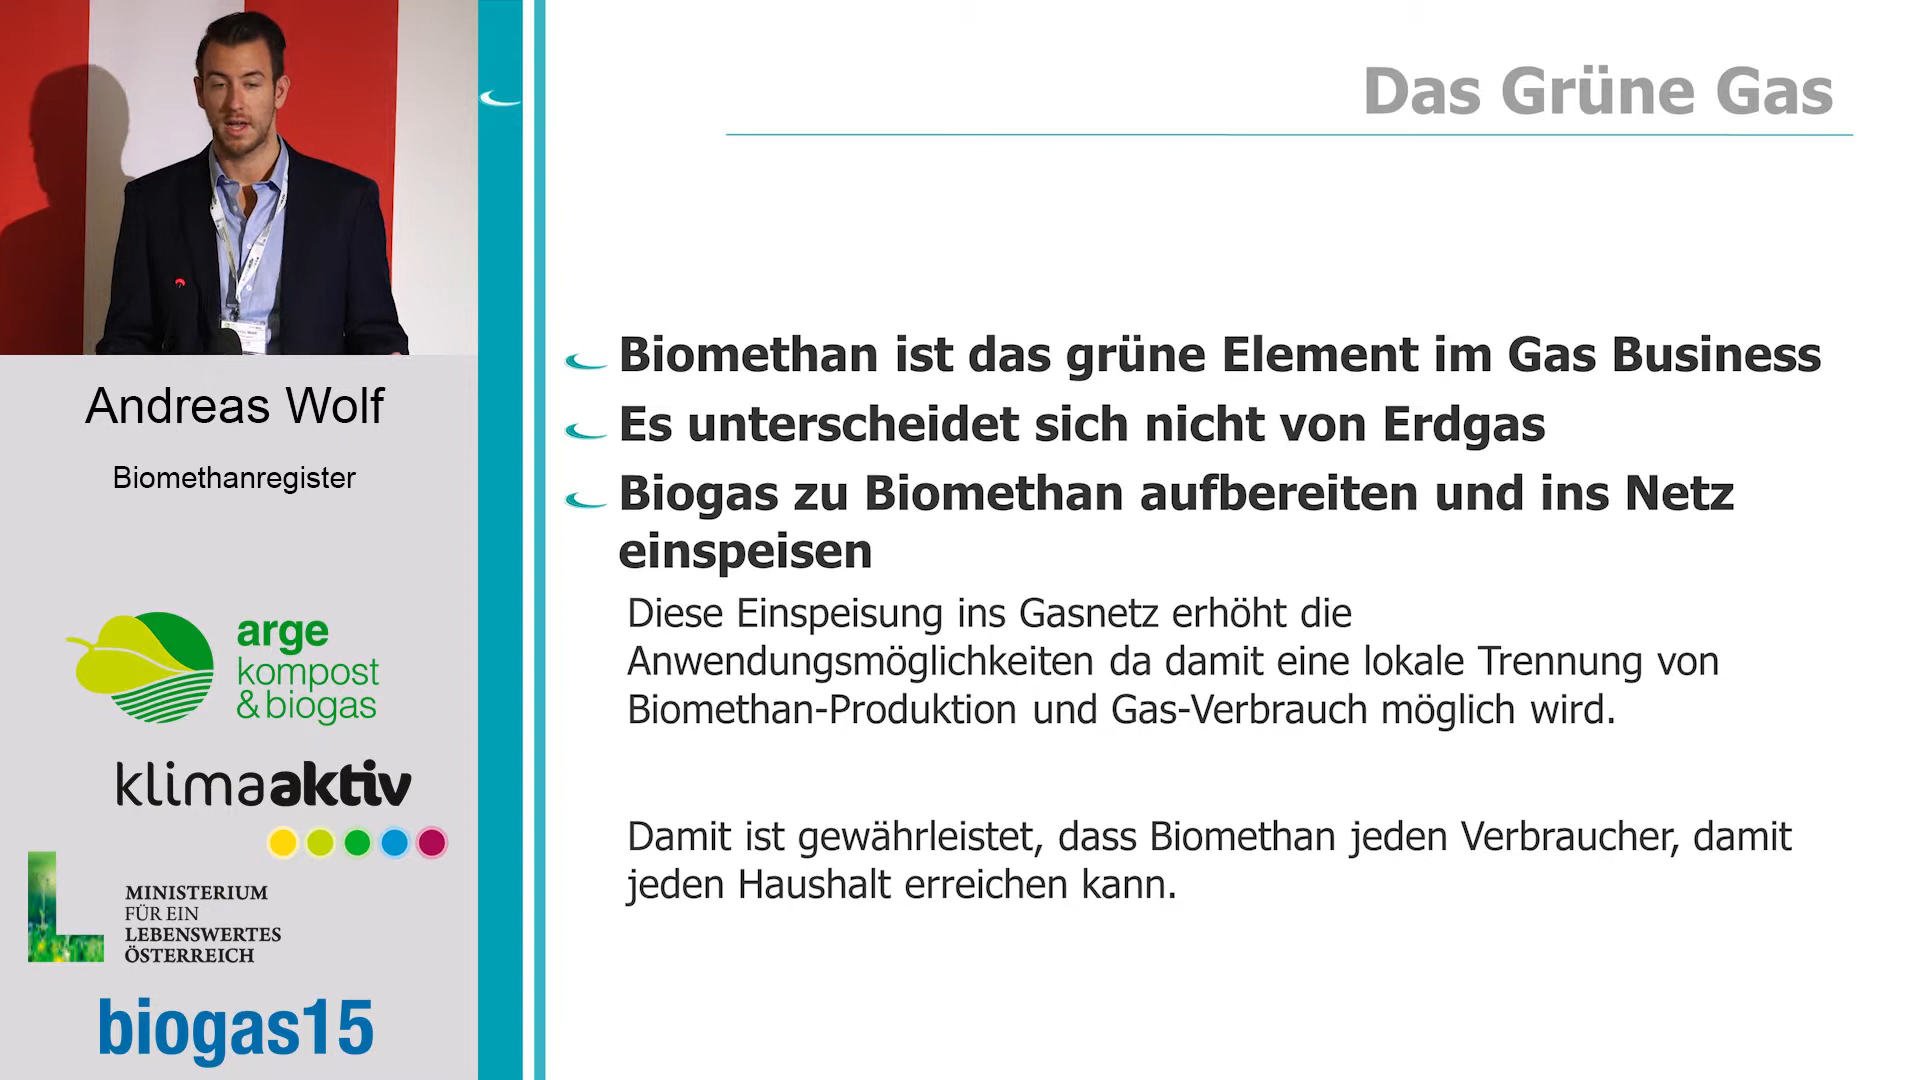 Das Grüne Gas
Biomethan ist das grüne Element im Gas Business
Es unterscheidet sich nicht von Erdgas
Biogas zu Biomethan aufbereiten und ins Netz
einspeisen
Diese Einspeisung ins Gasnetz erhöht die
Anwendungsmöglichkeiten da damit eine lokale Trennung von
Biomethan-Produktion und Gas-Verbrauch möglich wird.
Damit ist gewährleistet, dass Biomethan jeden Verbraucher, damit
jeden Haushalt erreichen kann.
Andreas Wolf
Biomethanregister
arge
kompost
& biogas
klimaaktiv
MINISTERIUM
FÜR EIN
LEBENSWERTES
ÖSTERREICH
biogas15